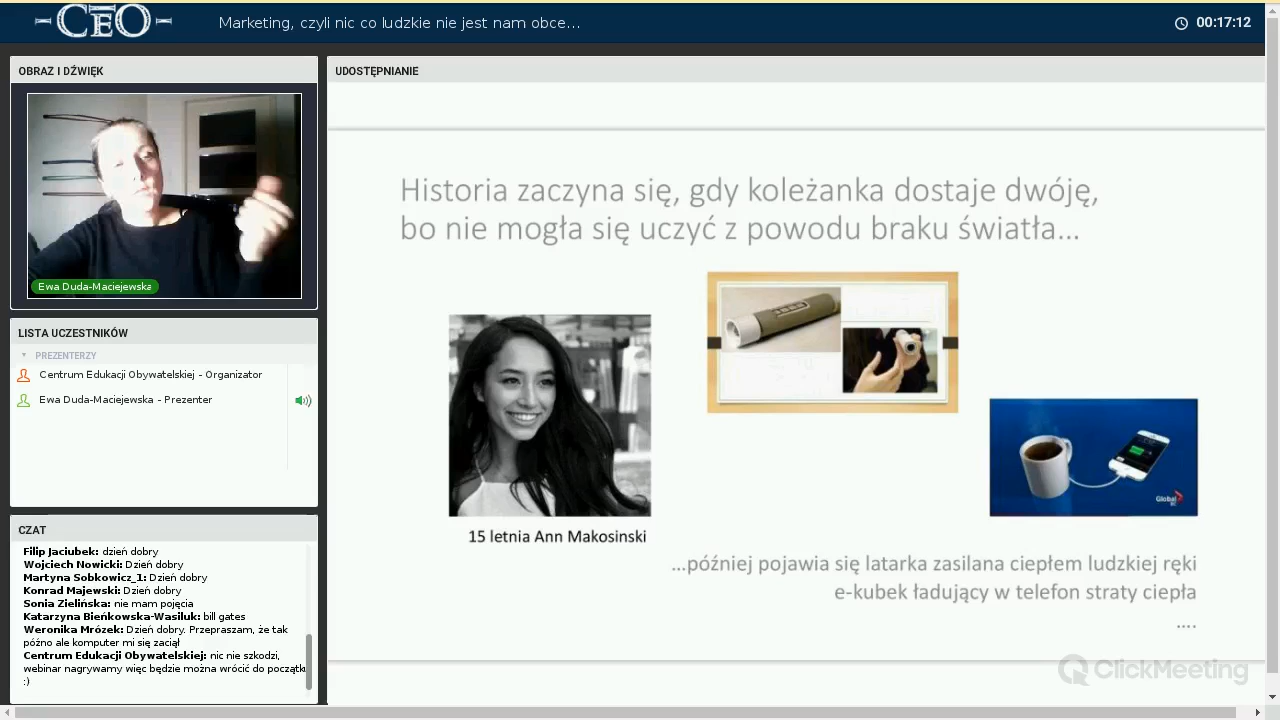 CEO
Marketing, czyli nic co ludzkie nie jest nam obce...
00:17:12
OBRAZ I DŹWIĘK
Ewa Duda-Maciejewska
LISTA UCZESTNIKÓW
PREZENTERZY
Centrum Edukacji Obywatelskiej - Organizator
Ewa Duda-Maciejewska - Prezenter
CZAT
Filip Jaciubek: dzień dobry
Wojciech Nowicki: Dzień dobry
Martyna Sobkowicz_1: Dzień dobry
Konrad Majewski: Dzień dobry
Sonia Zielińska: nie mam pojęcia
Katarzyna Bieńkowska-Wasiluk: bill gates
Weronika Mrózek: Dzień dobry. Przepraszam, że tak
późno ale komputer mi się zaciął
Centrum Edukacji Obywatelskiej: nic nie szkodzi,
webinar nagrywamy więc będzie można wrócić do początku
:)
UDOSTĘPNIANIE
Historia zaczyna się, gdy koleżanka dostaje dwóję,
bo nie mogła się uczyć z powodu braku światła...
Global
BC
15 letnia Ann Makosinski
...później pojawia się latarka zasilana ciepłem ludzkiej ręki
e-kubek ładujący w telefon straty ciepła
....
ClickMeeting